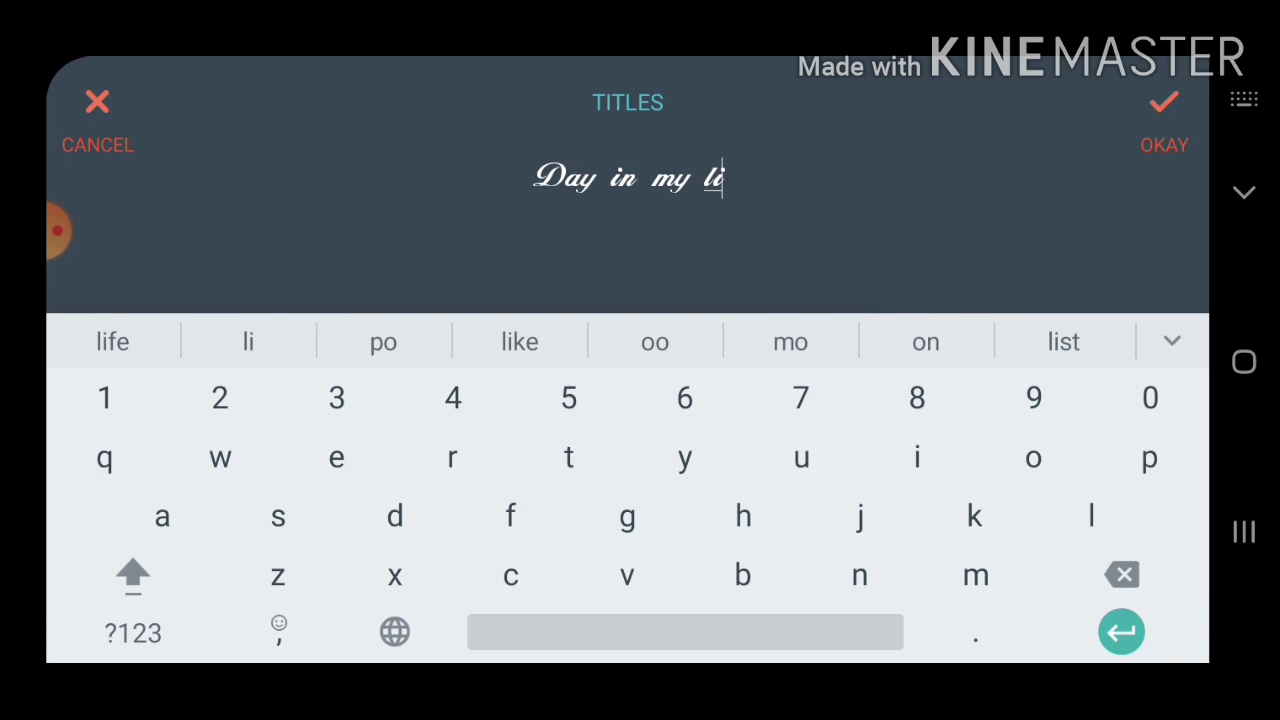 Made with KINEMASTER
TITLES
CANCEL
OKAY
Day in my li
life li po like oo mo on list
1 2 3 4 5 6 7 8 9 0
q w e r t y u i o p
a s d f g h j k l
z x c v b n m
?123 , .